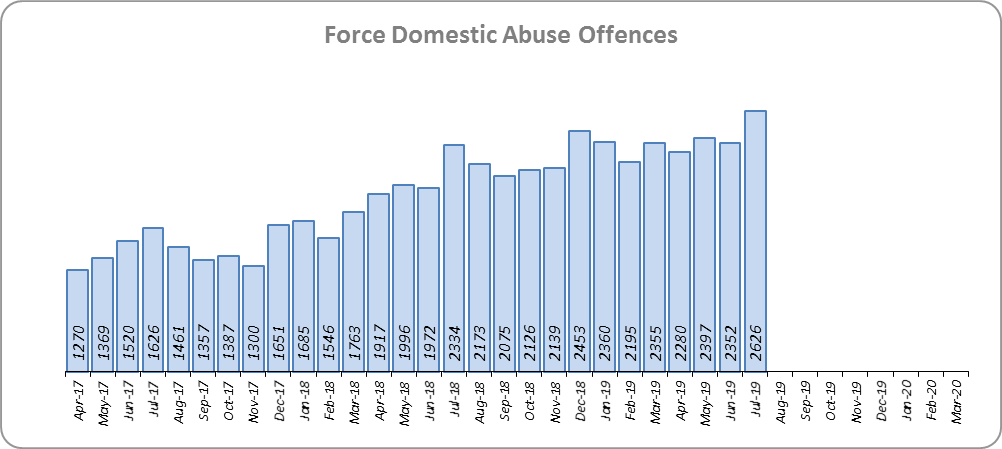 Force Domestic Abuse Offences
1270 1369 1520 1626 1461 1357 1387 1300 1651 1685 1546 1763 1917 1996 1972 2334 2173 2075 2126 2139 2453 2360 2195 2355 2280 2397 2352 2626
Apr-17 May-17 Jun-17 Jul-17 Aug-17 Sep-17 Oct-17 Nov-17 Dec-17 Jan-18 Feb-18 Mar-18 Apr-18 May-18 Jun-18 Jul-18 Aug-18 Sep-18 Oct-18 Nov-18 Dec-18 Jan-19 Feb-19 Mar-19 Apr-19 May-19 Jun-19 Jul-19 Aug-19 Sep-19 Oct-19 Nov-19 Dec-19 Jan-20 Feb-20 Mar-20